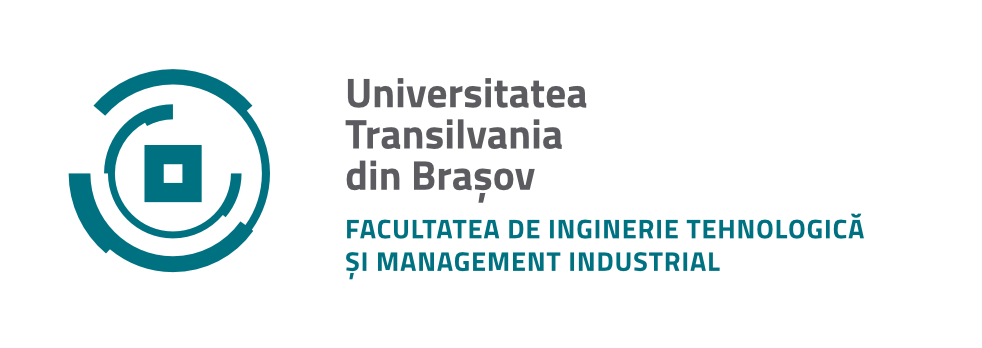 Universitatea
Transilvania
din Brașov
FACULTATEA DE INGINERIE TEHNOLOGICĂ
ȘI MANAGEMENT INDUSTRIAL